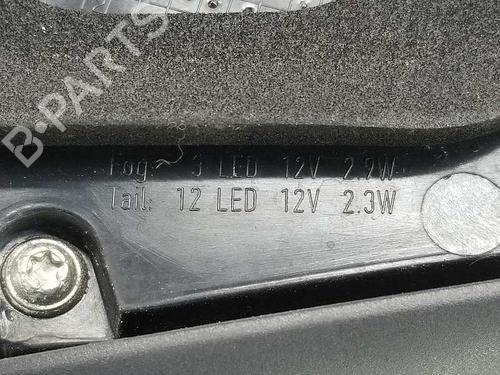 B-PARTS
Fog: 3 LED 12V 2.2W
Tail: 12 LED 12V 2.3W